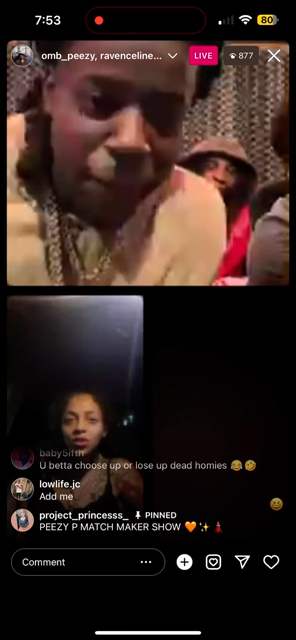 7:53
80
omb_peezy, ravenceline...
LIVE
877
baby5ifth
U betta choose up or lose up dead homies 😂🤣
lowlife.jc
Add me
project_princesss_ PINNED
PEEZY P MATCH MAKER SHOW 🧡✨💃
Comment